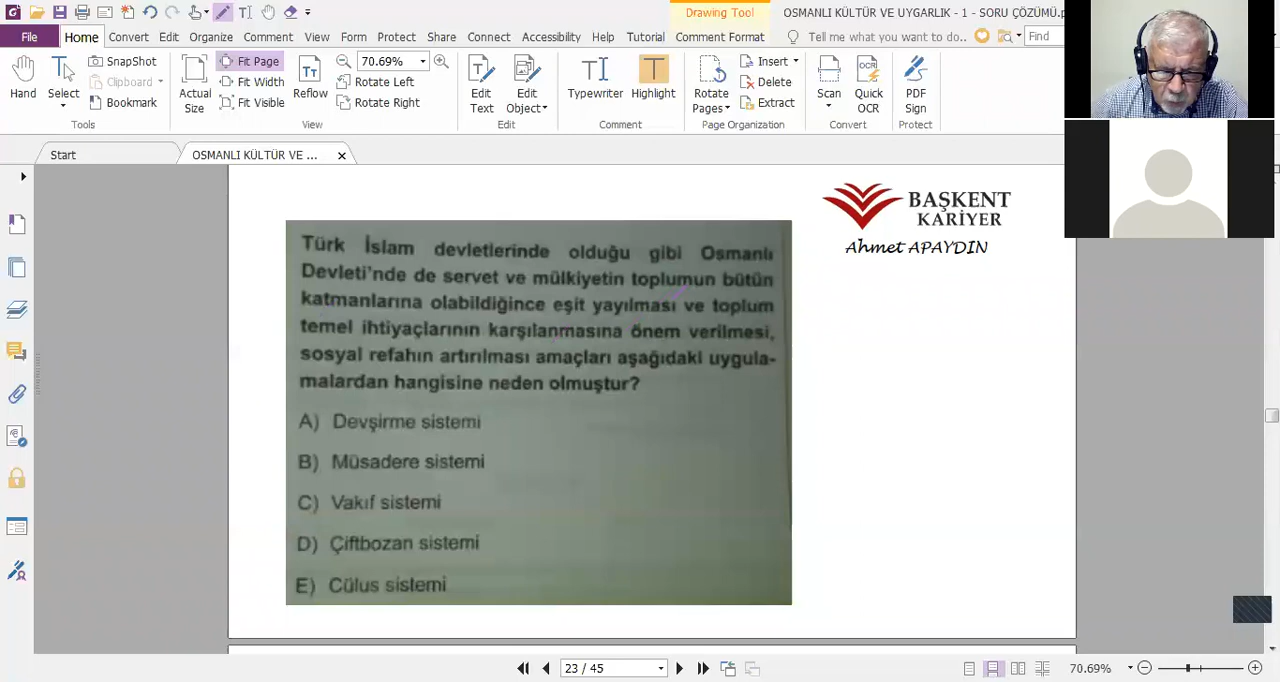 OSMANLI KÜLTÜR VE UYGARLIK - 1 - SORU ÇÖZÜMÜ.p
Drawing Tool
File Home Convert Edit Organize Comment View Form Protect Share Connect Accessibility Help Tutorial Comment Format Tell me what you want to do.. Find
Hand
Select
SnapShot
Clipboard
Bookmark
Tools
Actual Size
Fit Page
Fit Width
Fit Visible
Reflow
70.69%
Rotate Left
Rotate Right
View
Edit Text
Edit Object
Edit
Typewriter
Highlight
Comment
Rotate Pages
Insert
Delete
Extract
Page Organization
Scan
Quick OCR
Convert
PDF Sign
Protect
Start
OSMANLI KÜLTÜR VE ...
BAŞKENT
KARİYER
Ahmet APAYDIN
Türk İslam devletlerinde olduğu gibi Osmanlı
Devleti'nde de servet ve mülkiyetin toplumun bütün
katmanlarına olabildiğince eşit yayılması ve toplum
temel ihtiyaçlarının karşılanmasına önem verilmesi,
sosyal refahın artırılması amaçları aşağıdaki uygula-
malardan hangisine neden olmuştur?
A) Devşirme sistemi
B) Müsadere sistemi
C) Vakıf sistemi
D) Çiftbozan sistemi
E) Cülus sistemi
23 / 45
70.69%